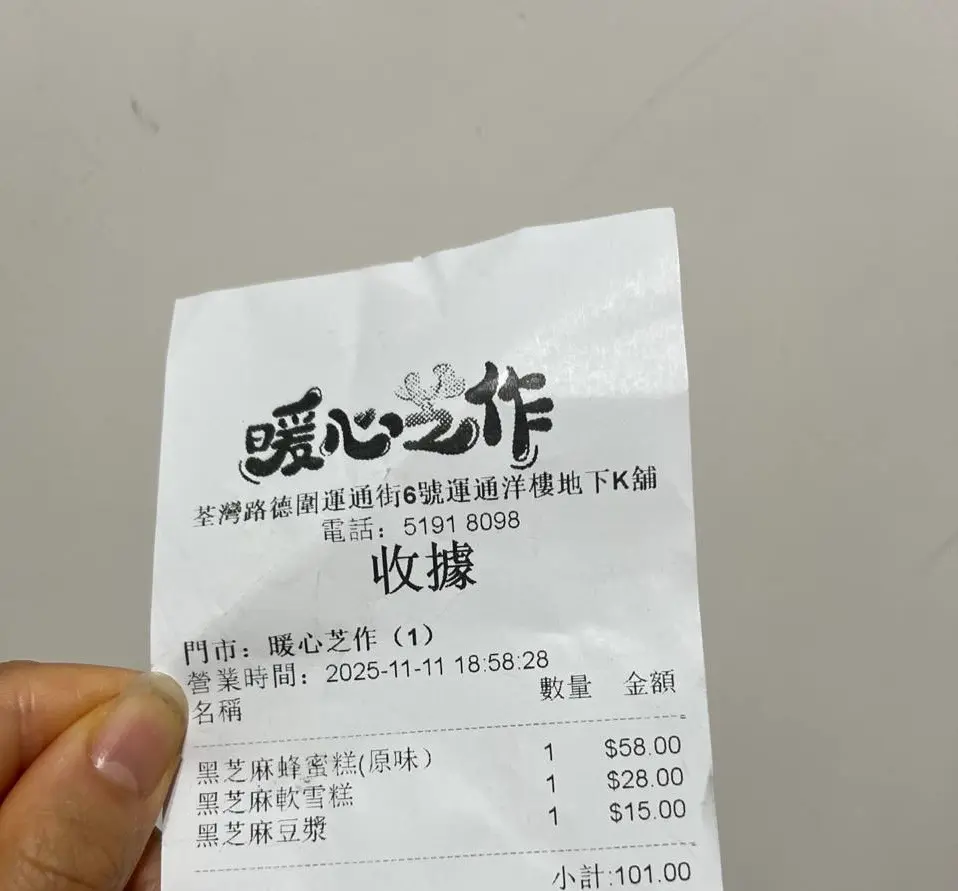 暖心芝作
荃灣路德圍運通街6號運通洋樓地下K舖
電話：5191 8098
收據
門市：暖心芝作（1）
營業時間：2025-11-11 18:58:28
名稱 數量 金額
黑芝麻蜂蜜糕(原味） 1 $58.00
黑芝麻軟雪糕 1 $28.00
黑芝麻豆漿 1 $15.00
小計:101.00